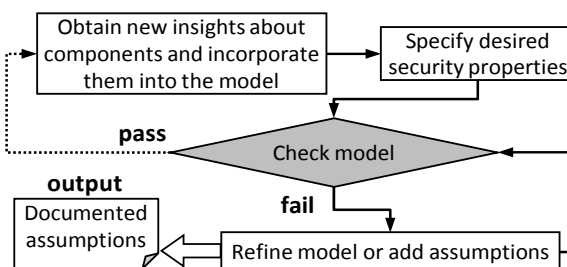 Obtain new insights about
components and incorporate
them into the model
Specify desired
security properties
pass
Check model
output
Documented
assumptions
fail
Refine model or add assumptions